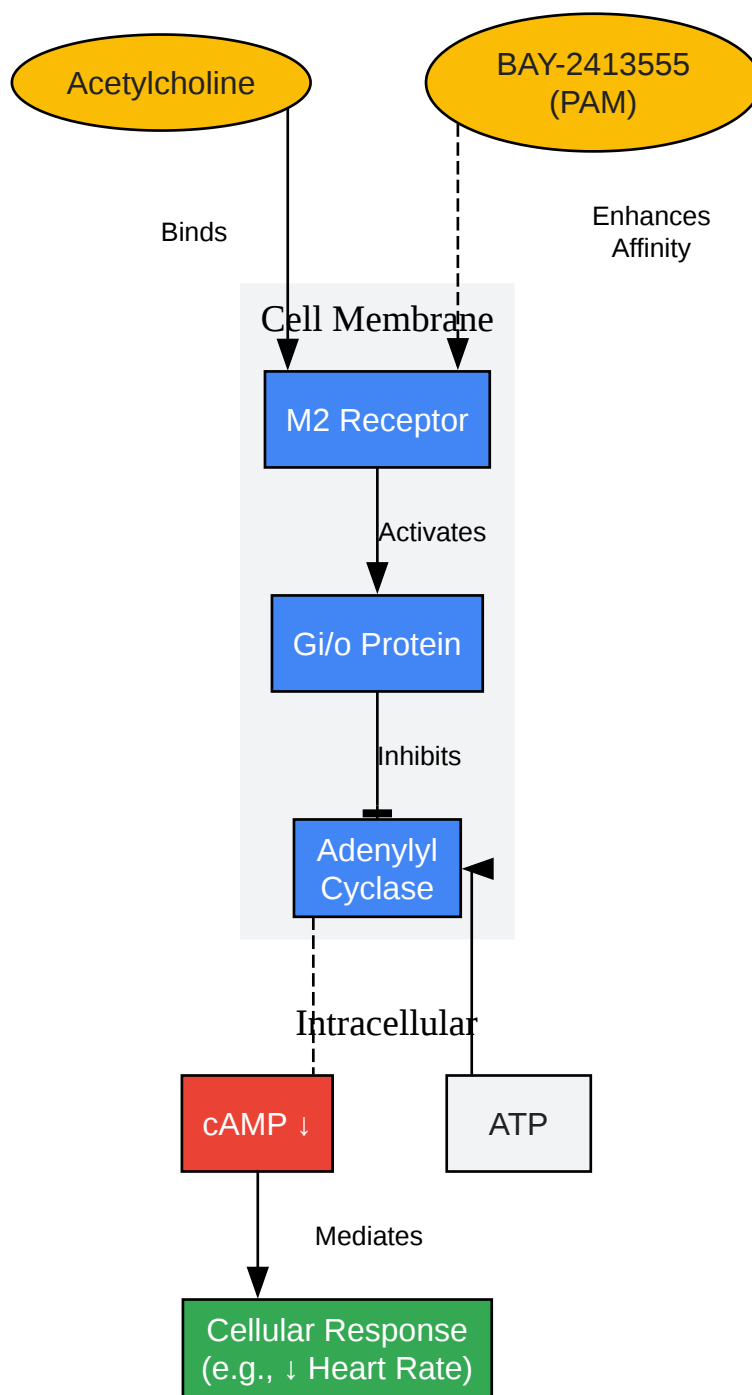 Acetylcholine
BAY-2413555
(PAM)
Binds
Enhances
Affinity
Cell Membrane
M2 Receptor
Activates
Gi/o Protein
Inhibits
Adenylyl
Cyclase
Intracellular
cAMP ↓
ATP
Mediates
Cellular Response
(e.g., ↓ Heart Rate)